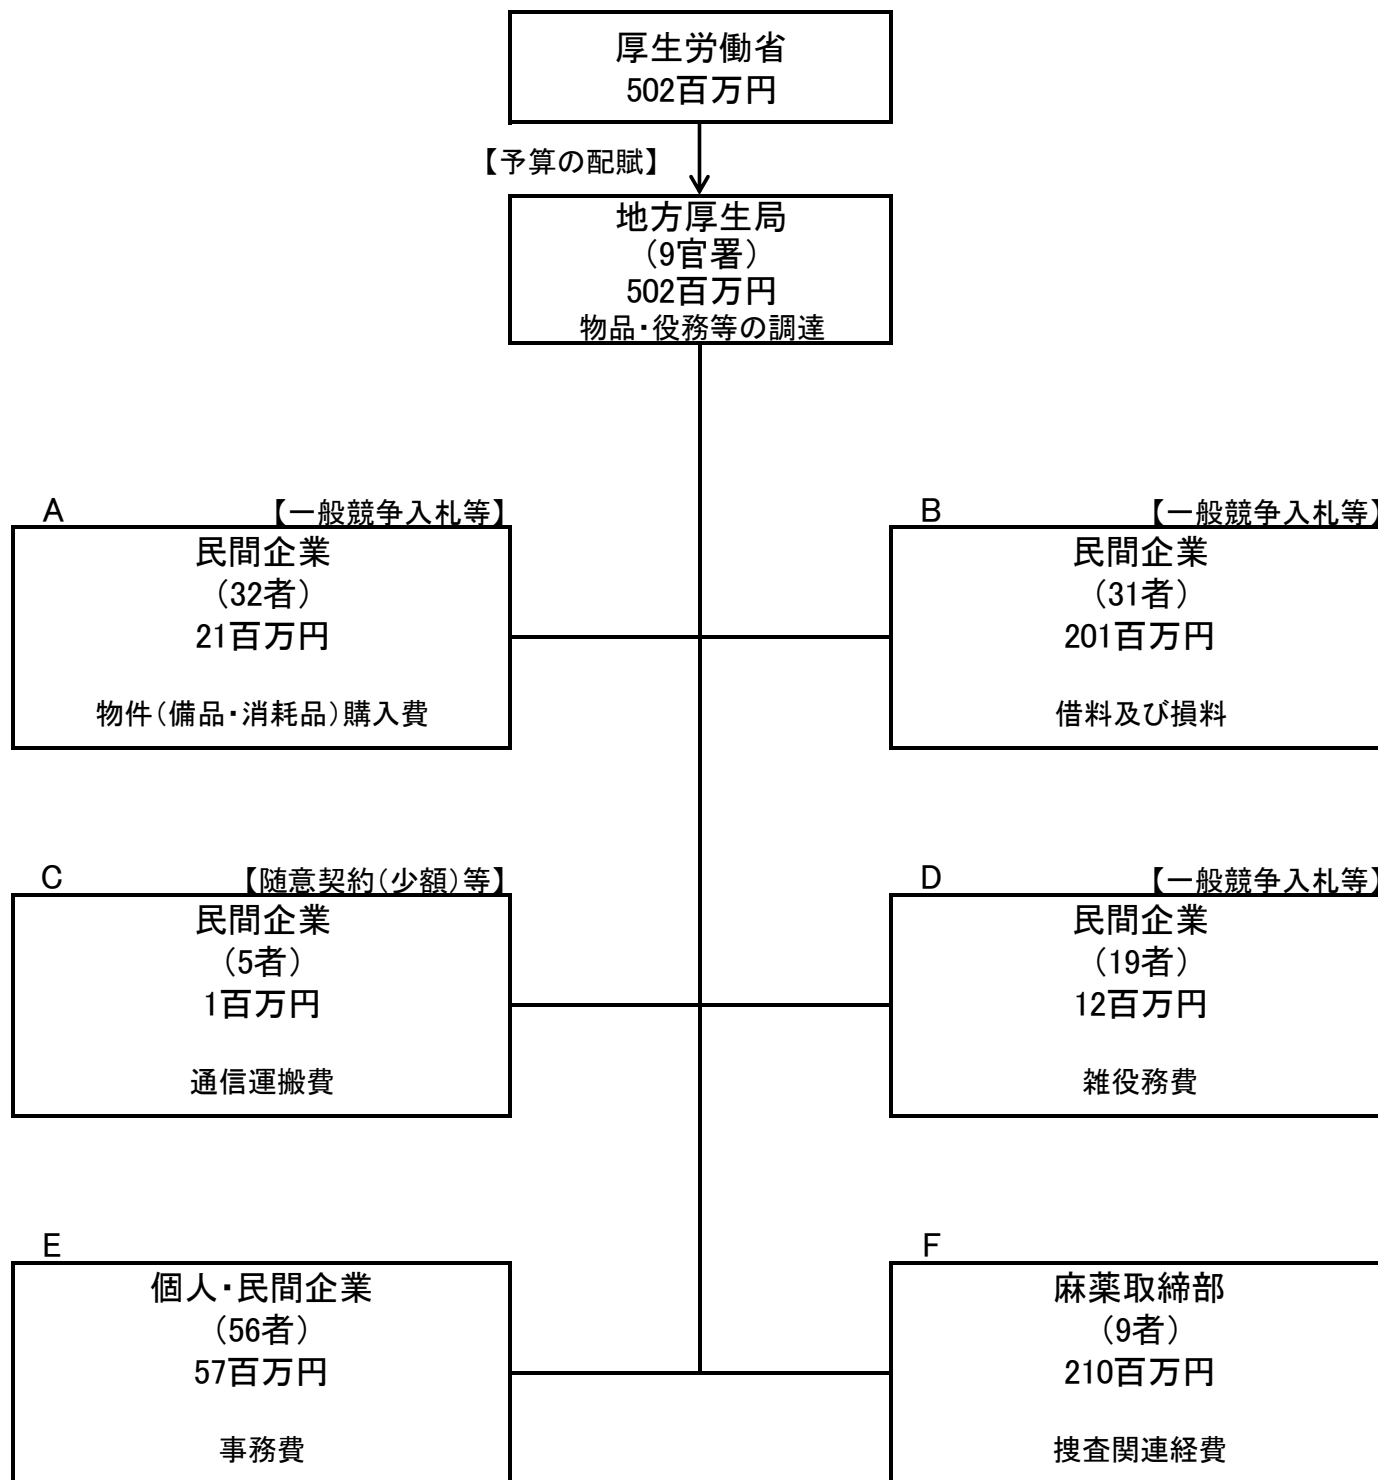 厚生労働省
502百万円
【予算の配賦】
地方厚生局
（9官署）
502百万円
物品・役務等の調達
A 【一般競争入札等】
民間企業
（32者）
21百万円
物件（備品・消耗品）購入費
B 【一般競争入札等】
民間企業
（31者）
201百万円
借料及び損料
C 【随意契約（少額）等】
民間企業
（5者）
1百万円
通信運搬費
D 【一般競争入札等】
民間企業
（19者）
12百万円
雑役務費
E
個人・民間企業
（56者）
57百万円
事務費
F
麻薬取締部
（9者）
210百万円
捜査関連経費